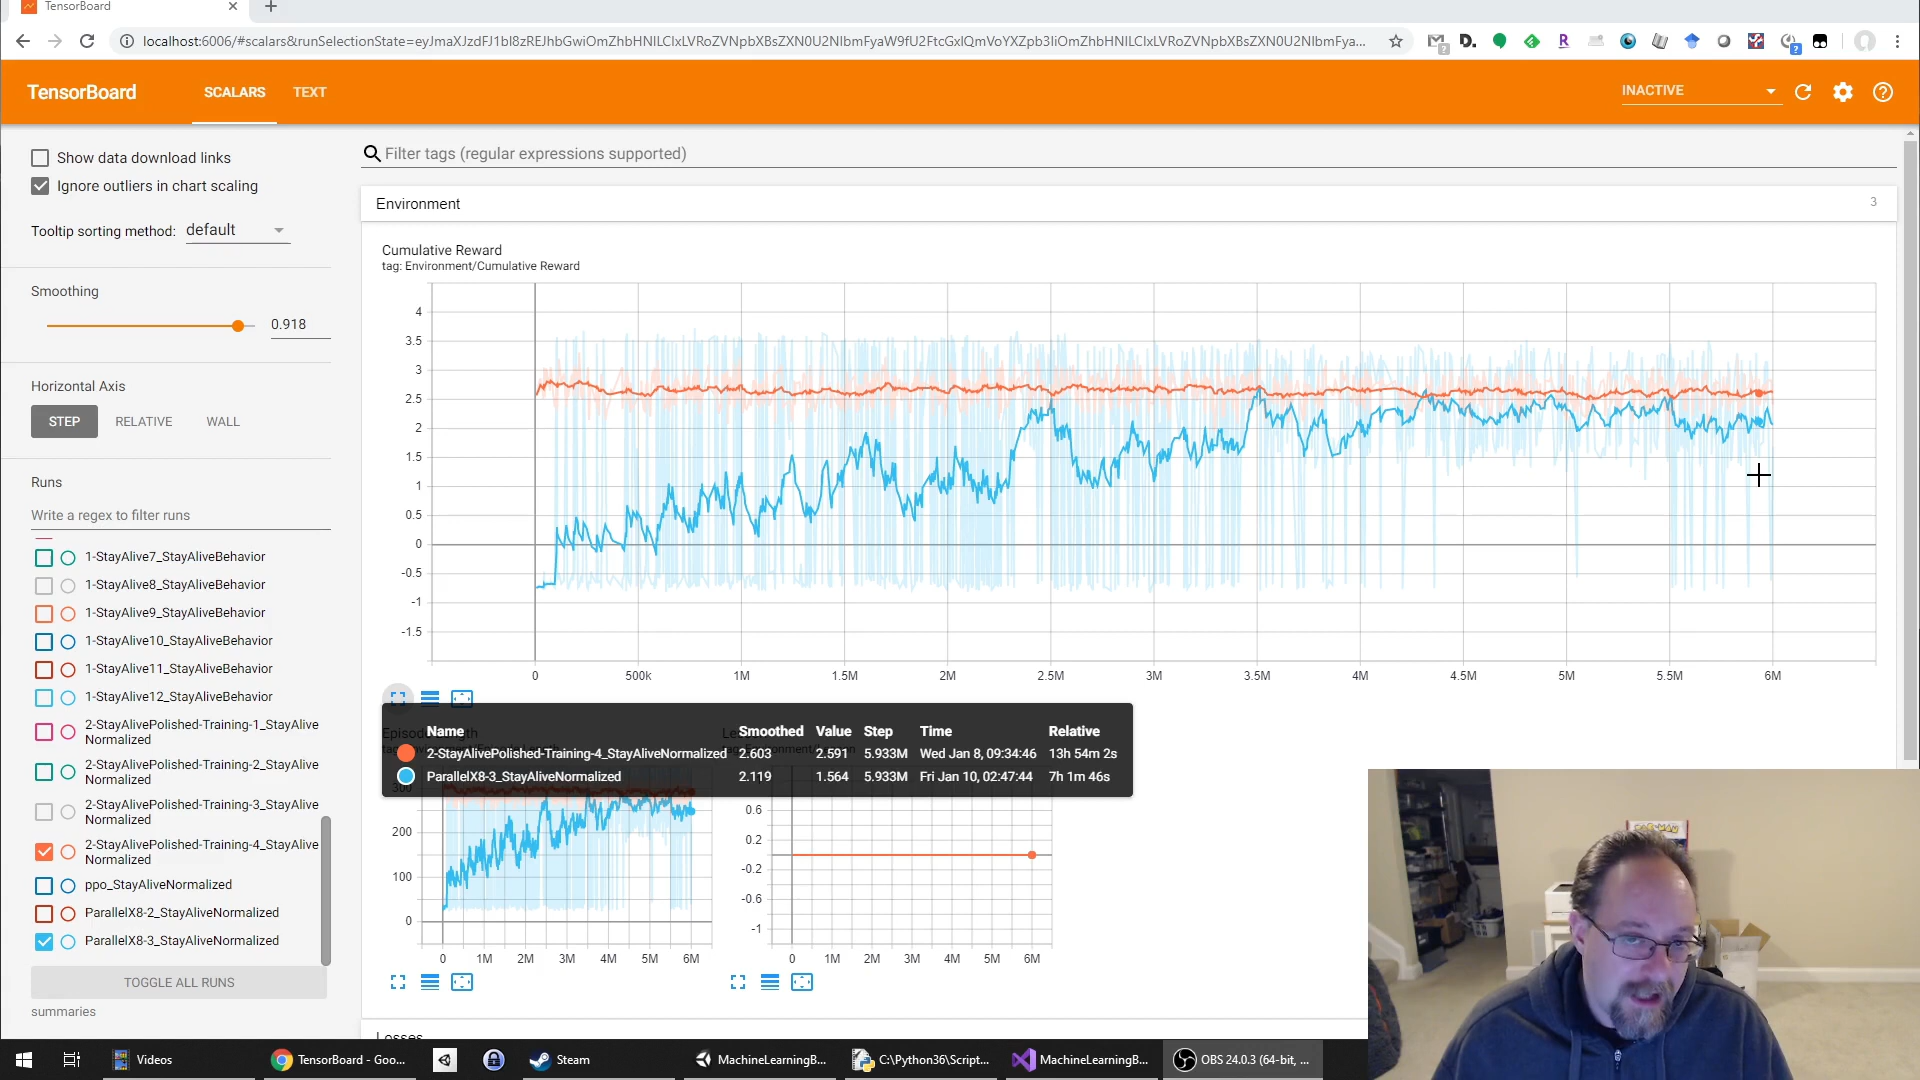 TensorBoard
localhost:6006/#scalars&runSelectionState=eyJmaXJzdFJ1bl8zREJhbGwiOmZhbHNlLCIxLVRoZVNpbXBsZXN0U2NlbmFyaW9fU2FtcGxlQmVoYXZpb3IiOmZhbHNlLCIxLVRoZVNpbXBsZXN0U2NlbmFyaW9fU2FtcGxlQmVoYXZpb3IiOmZhbHNlLCIxLVRoZVNpbXBsZXN0U2NlbmFya...
TensorBoard
SCALARS
TEXT
INACTIVE
Show data download links
Ignore outliers in chart scaling
Tooltip sorting method: default
Smoothing
0.918
Horizontal Axis
STEP
RELATIVE
WALL
Runs
Write a regex to filter runs
1-StayAlive7_StayAliveBehavior
1-StayAlive8_StayAliveBehavior
1-StayAlive9_StayAliveBehavior
1-StayAlive10_StayAliveBehavior
1-StayAlive11_StayAliveBehavior
1-StayAlive12_StayAliveBehavior
2-StayAlivePolished-Training-1_StayAlive
Normalized
2-StayAlivePolished-Training-2_StayAlive
Normalized
2-StayAlivePolished-Training-3_StayAlive
Normalized
2-StayAlivePolished-Training-4_StayAlive
Normalized
ppo_StayAliveNormalized
ParallelX8-2_StayAliveNormalized
ParallelX8-3_StayAliveNormalized
TOGGLE ALL RUNS
summaries
Filter tags (regular expressions supported)
Environment
3
Cumulative Reward
tag: Environment/Cumulative Reward
4
3.5
3
2.5
2
1.5
1
0.5
0
-0.5
-1
-1.5
0 500k 1M 1.5M 2M 2.5M 3M 3.5M 4M 4.5M 5M 5.5M 6M
Name Smoothed Value Step Time Relative
2-StayAlivePolished-Training-4_StayAliveNormalized 2.603 2.591 5.933M Wed Jan 8, 09:34:46 13h 54m 2s
ParallelX8-3_StayAliveNormalized 2.119 1.564 5.933M Fri Jan 10, 02:47:44 7h 1m 46s
Episode Length
300
200
100
0
0 1M 2M 3M 4M 5M 6M
0.6
0.2
-0.2
-0.6
-1
0 1M 2M 3M 4M 5M 6M
Losses
Videos
TensorBoard - Goo...
Steam
MachineLearningB...
C:\Python36\Script...
MachineLearningB...
OBS 24.0.3 (64-bit, ...